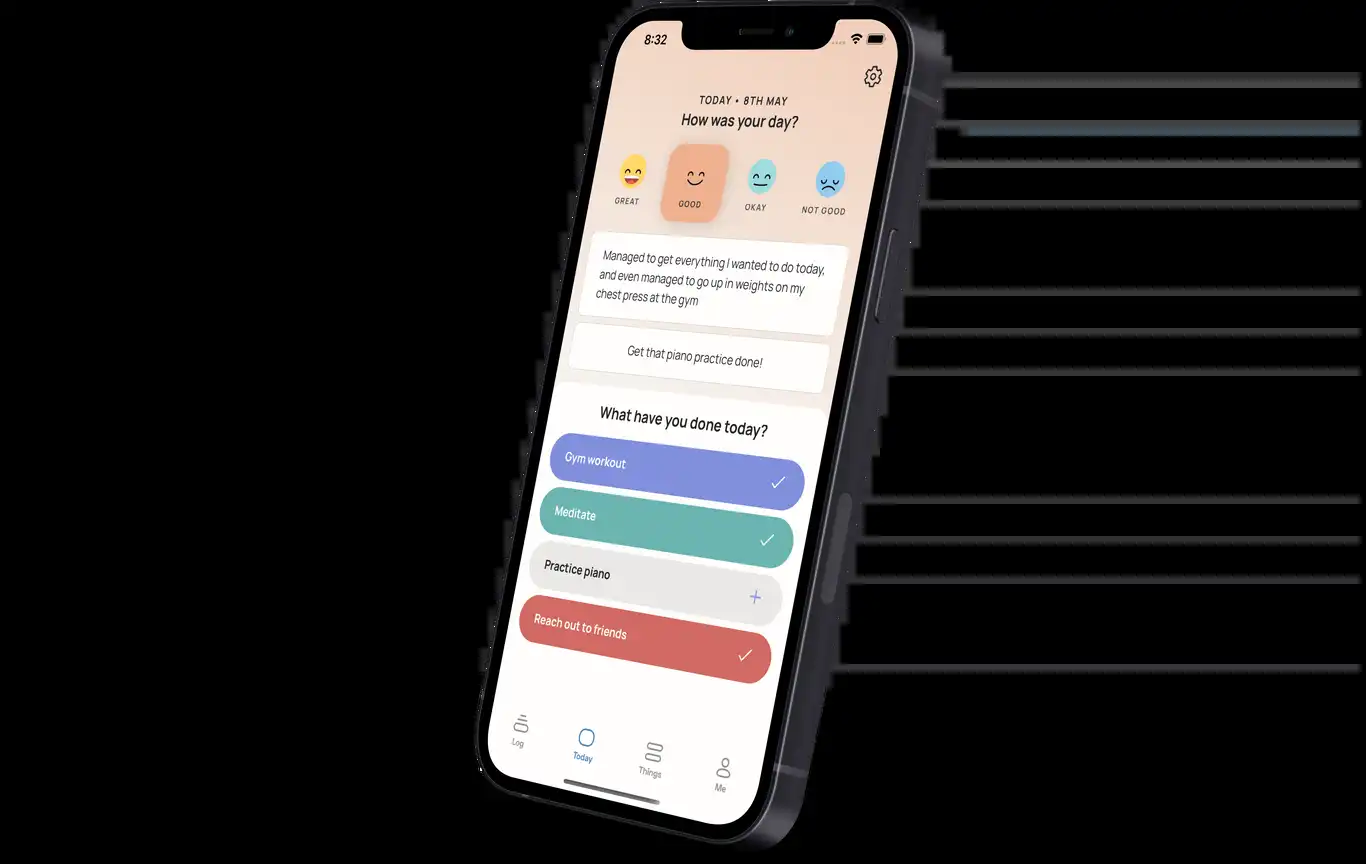 8:32
TODAY • 8TH MAY
How was your day?
GREAT
GOOD
OKAY
NOT GOOD
Managed to get everything I wanted to do today,
and even managed to go up in weights on my
chest press at the gym
Get that piano practice done!
What have you done today?
Gym workout
Meditate
Practice piano
Reach out to friends
Log
Today
Things
Me